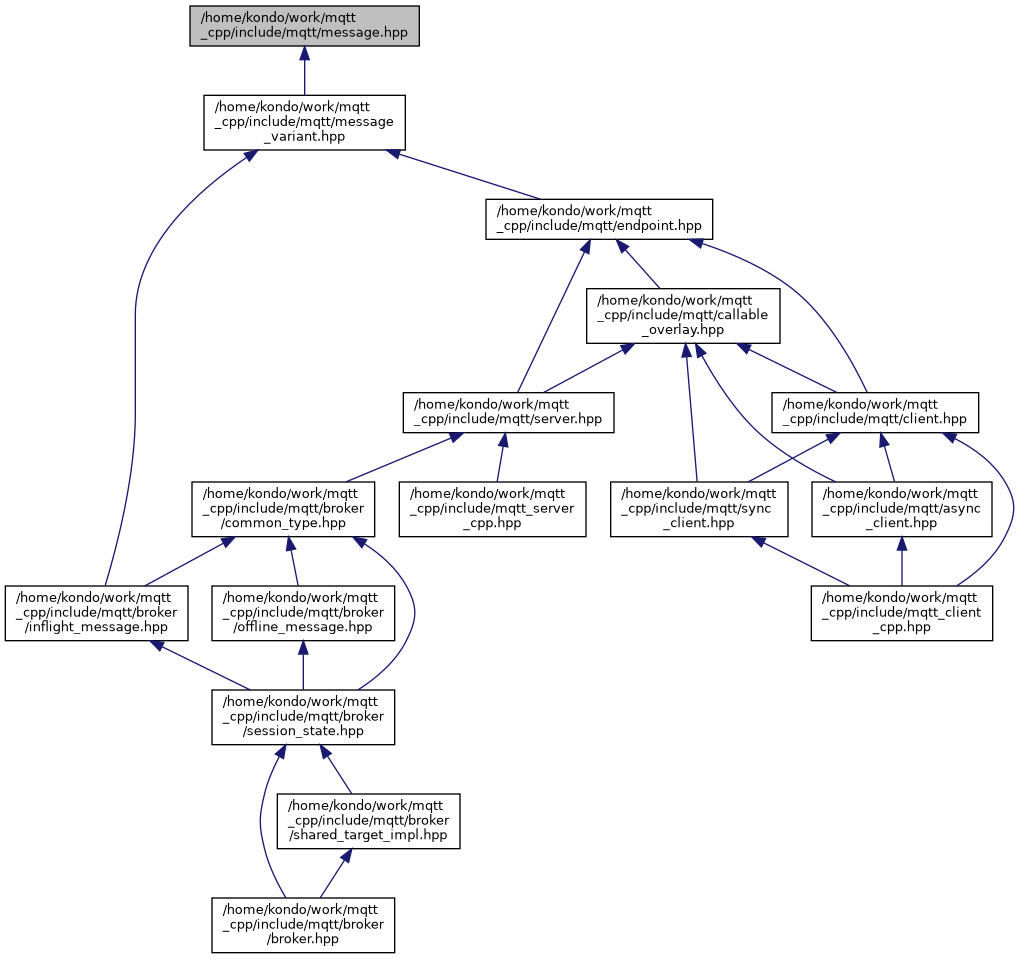 /home/kondo/work/mqtt
_cpp/include/mqtt/message.hpp
/home/kondo/work/mqtt
_cpp/include/mqtt/message
_variant.hpp
/home/kondo/work/mqtt
_cpp/include/mqtt/endpoint.hpp
/home/kondo/work/mqtt
_cpp/include/mqtt/callable
_overlay.hpp
/home/kondo/work/mqtt
_cpp/include/mqtt/server.hpp
/home/kondo/work/mqtt
_cpp/include/mqtt/client.hpp
/home/kondo/work/mqtt
_cpp/include/mqtt/broker
/common_type.hpp
/home/kondo/work/mqtt
_cpp/include/mqtt_server
_cpp.hpp
/home/kondo/work/mqtt
_cpp/include/mqtt/sync
_client.hpp
/home/kondo/work/mqtt
_cpp/include/mqtt/async
_client.hpp
/home/kondo/work/mqtt
_cpp/include/mqtt/broker
/inflight_message.hpp
/home/kondo/work/mqtt
_cpp/include/mqtt/broker
/offline_message.hpp
/home/kondo/work/mqtt
_cpp/include/mqtt_client
_cpp.hpp
/home/kondo/work/mqtt
_cpp/include/mqtt/broker
/session_state.hpp
/home/kondo/work/mqtt
_cpp/include/mqtt/broker
/shared_target_impl.hpp
/home/kondo/work/mqtt
_cpp/include/mqtt/broker
/broker.hpp